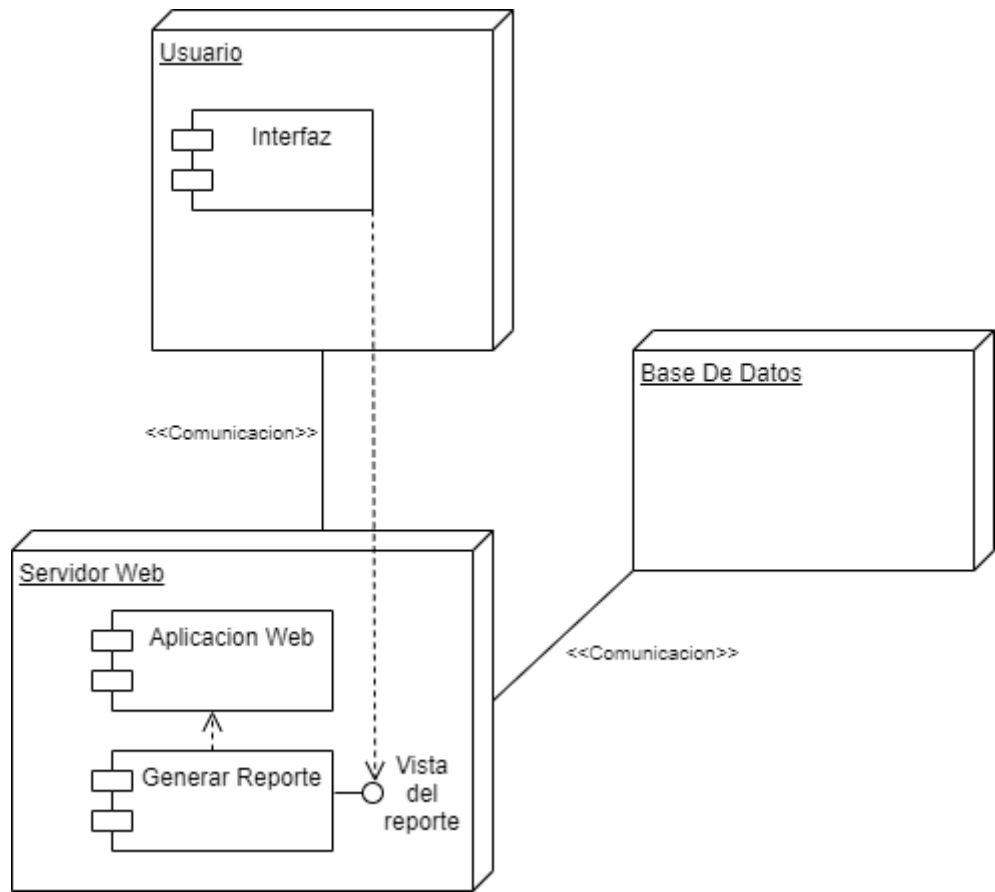 Usuario
Interfaz
Base De Datos
<<Comunicacion>>
Servidor Web
Aplicacion Web
<<Comunicacion>>
Generar Reporte
Vista
del
reporte